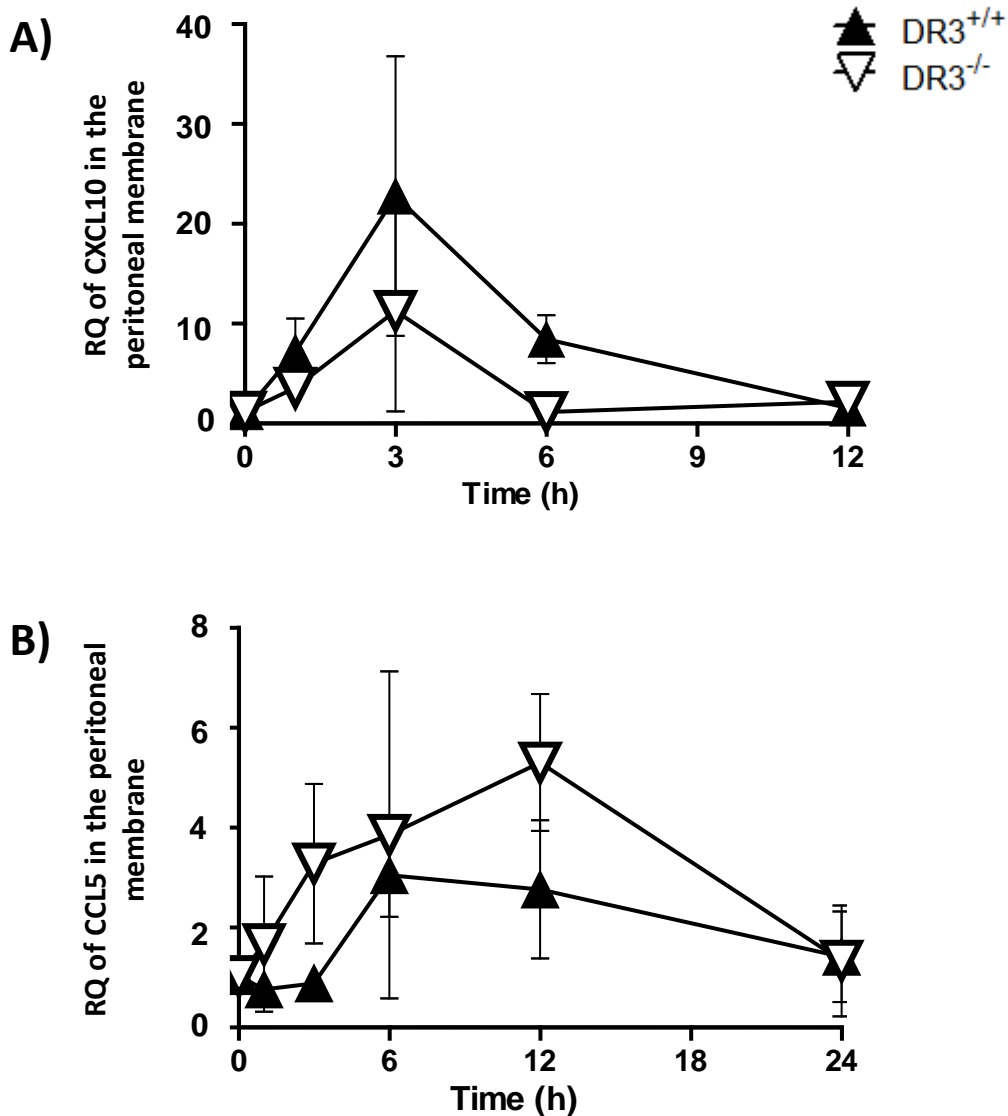 A)
RQ of CXCL10 in the
peritoneal membrane
40
30
20
10
0
0 3 6 9 12
Time (h)
DR3+/+
DR3-/-
B)
RQ of CCL5 in the peritoneal
membrane
8
6
4
2
0
0 6 12 18 24
Time (h)